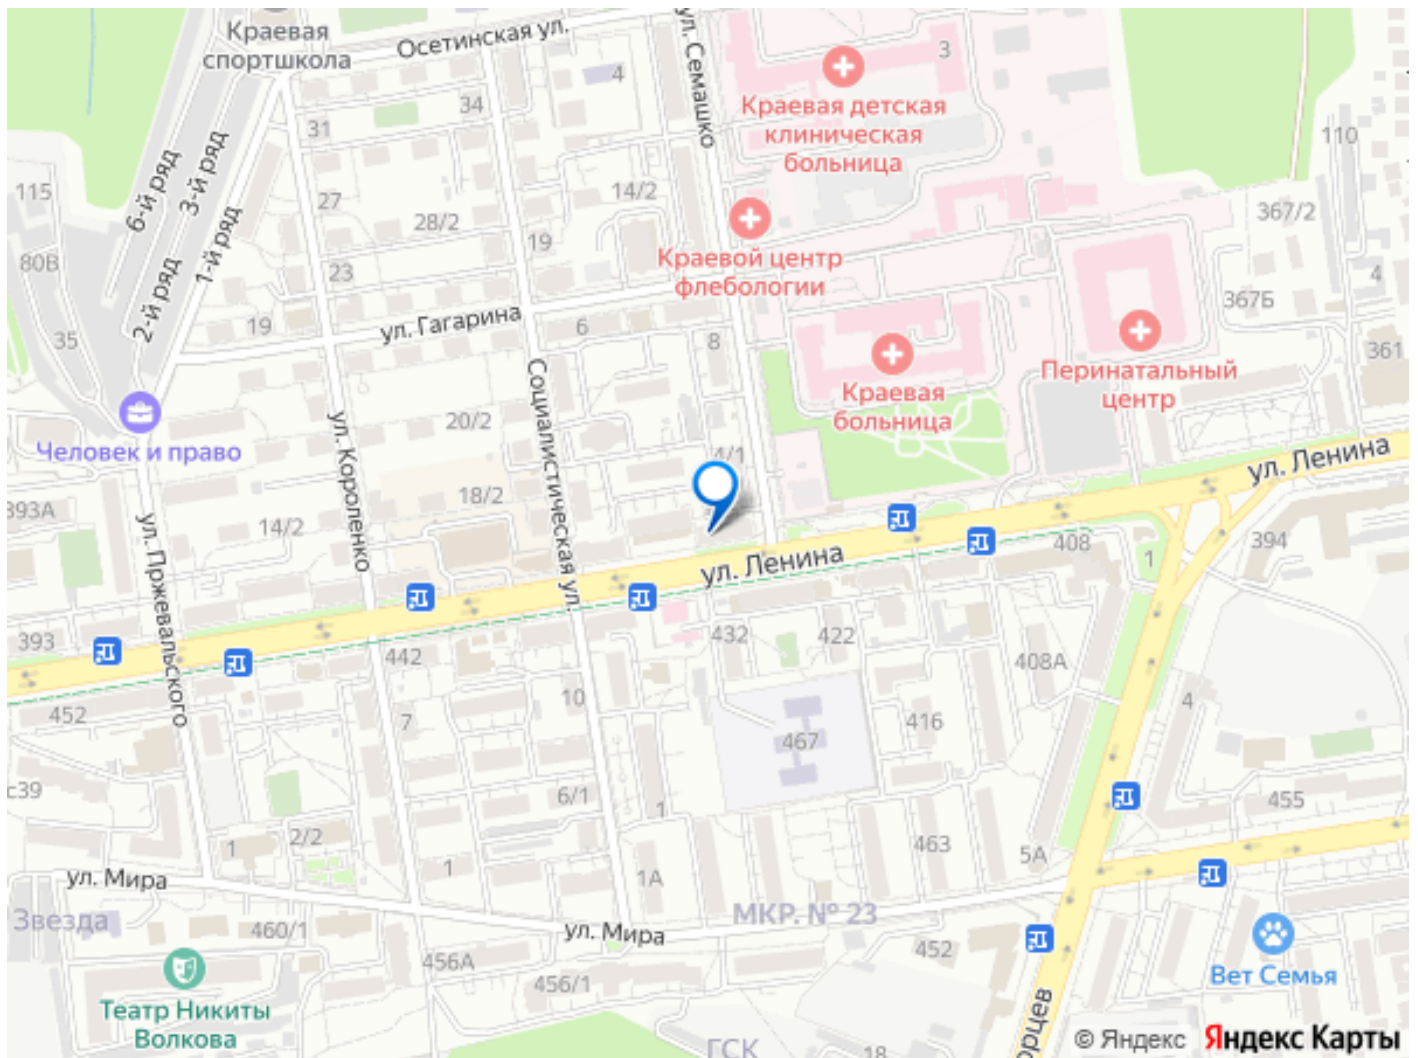 Краевая
спортшкола
Осетинская ул.
ул. Семашко
3
4
34
31
Краевая детская
клиническая
больница
110
6-й ряд
3-й ряд
1-й ряд
2-й ряд
115
80В
35
27
28/2
14/2
19
23
367/2
4
367Б
361
Краевой центр
флебологии
ул. Гагарина
19
6
8
Краевая
больница
Перинатальный
центр
Человек и право
ул. Короленко
Социалистическая ул.
20/2
18/2
14/2
4/1
393А
ул. Пржевальского
ул. Ленина
ул. Ленина
394
408
1
393
452
442
432
422
408А
10
7
416
4
467
с39
2/2
1
6/1
1
1
1А
463
5А
455
ул. Мира
ул. Мира
Звезда
460/1
МКР. № 23
452
456А
456/1
Театр Никиты
Волкова
Вет Семья
ГСК
18
орцев
© Яндекс Яндекс Карты